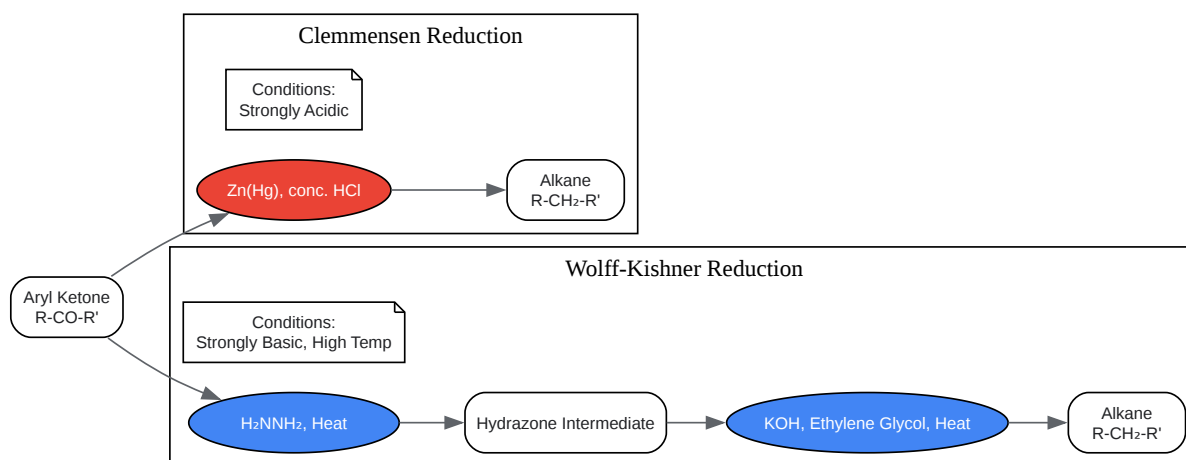 Clemmensen Reduction
Conditions:
Strongly Acidic
Zn(Hg), conc. HCl
Alkane
R-CH₂-R'
Aryl Ketone
R-CO-R'
Wolff-Kishner Reduction
Conditions:
Strongly Basic, High Temp
H₂NNH₂, Heat
Hydrazone Intermediate
KOH, Ethylene Glycol, Heat
Alkane
R-CH₂-R'